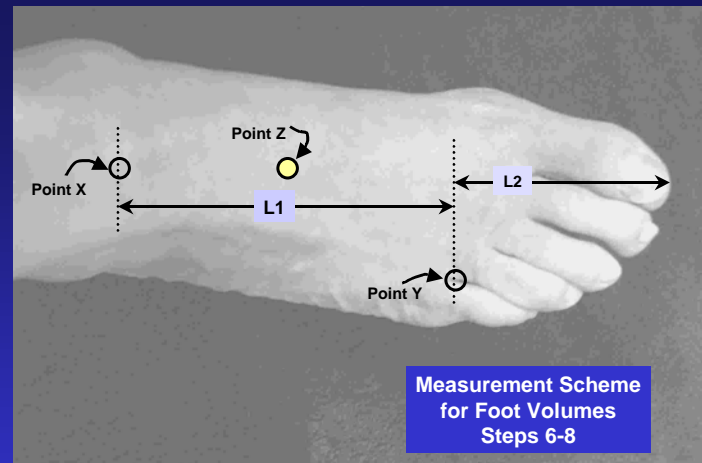 Point Z
Point X
L1
L2
Point Y
Measurement Scheme
for Foot Volumes
Steps 6-8